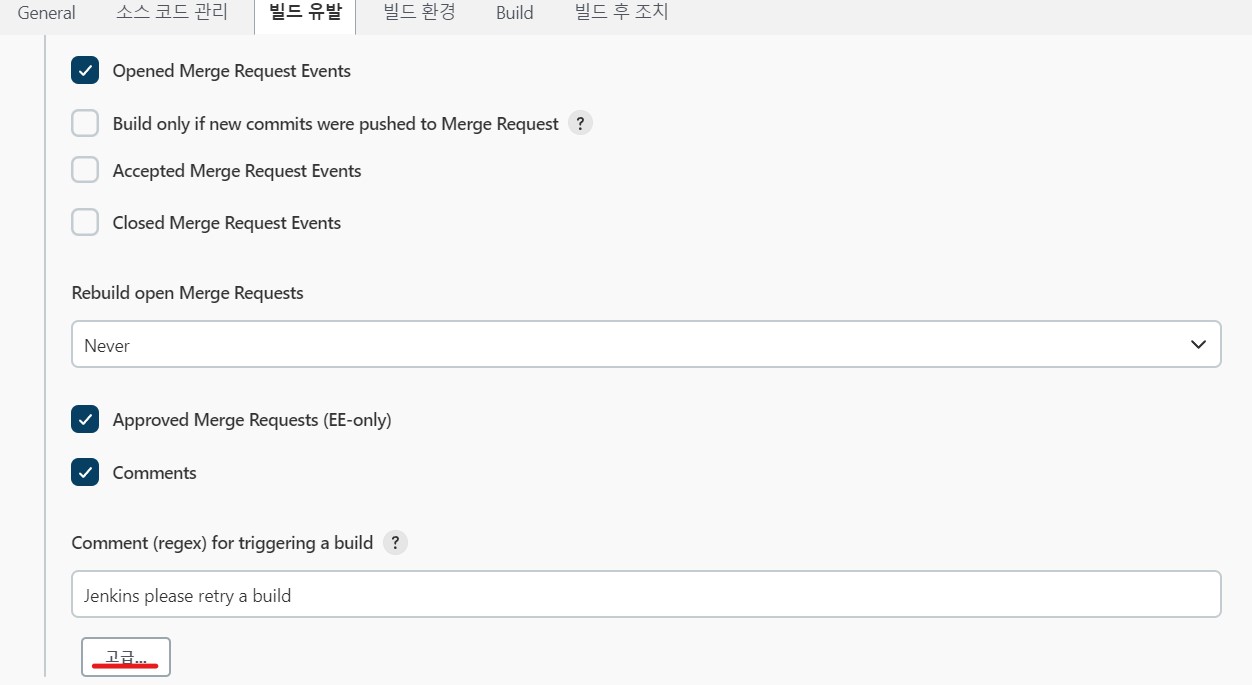 General 소스 코드 관리 빌드 유발 빌드 환경 Build 빌드 후 조치
Opened Merge Request Events
Build only if new commits were pushed to Merge Request ?
Accepted Merge Request Events
Closed Merge Request Events
Rebuild open Merge Requests
Never
Approved Merge Requests (EE-only)
Comments
Comment (regex) for triggering a build ?
Jenkins please retry a build
고급...